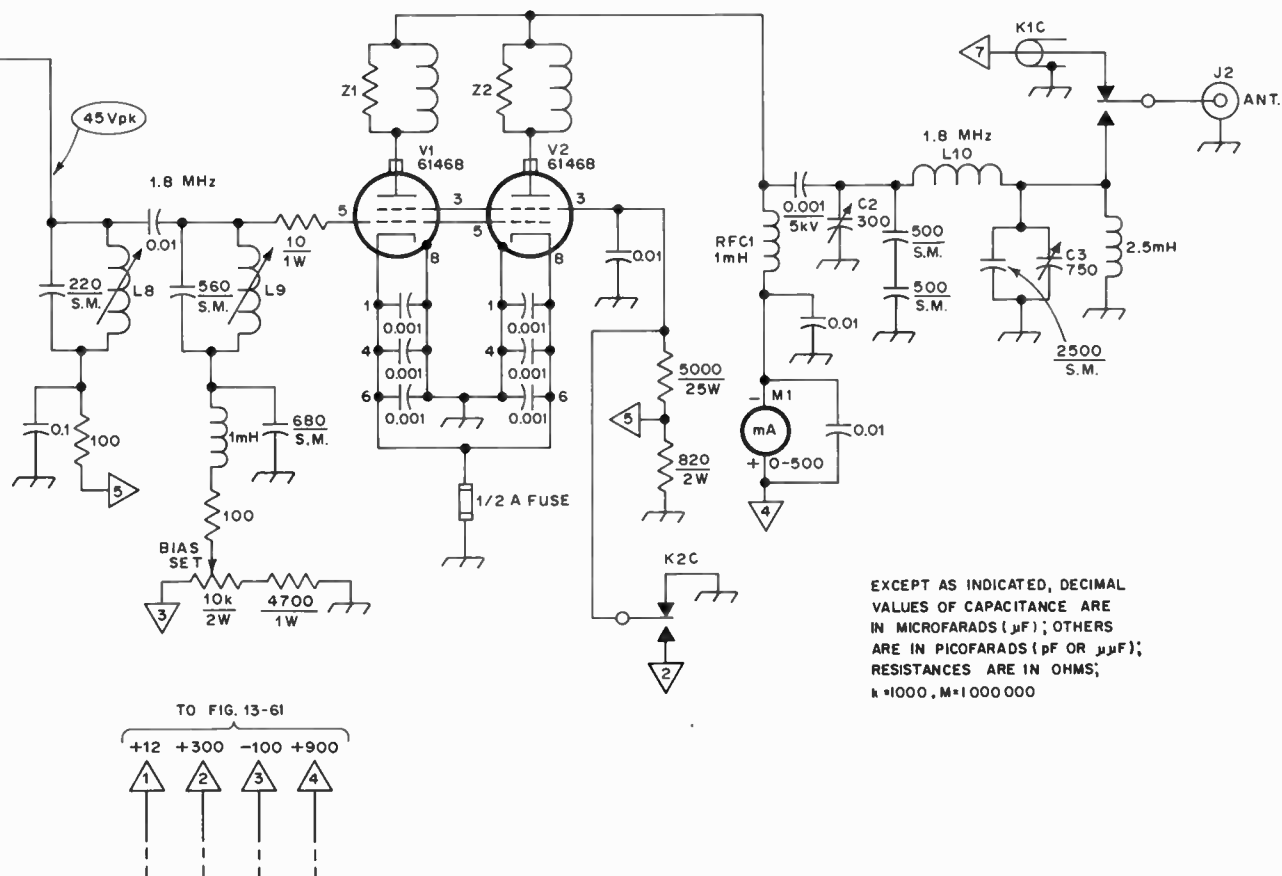 K1C
7
J2
ANT.
Z1
Z2
45Vpk
V1
6146B
V2
6146B
1.8 MHz
1.8 MHz
L10
0.01
10
1W
5
3
5
3
8
8
0.01
0.001
5kV
C2
300
500
S.M.
500
S.M.
C3
750
2.5mH
2500
S.M.
RFC1
1mH
0.01
220
S.M.
L8
560
S.M.
L9
1
0.001
4
0.001
6
0.001
1
0.001
4
0.001
6
0.001
5000
25W
5
820
2W
- M1
mA
+ 0-500
0.01
4
0.1
100
5
1mH
680
S.M.
100
1/2 A FUSE
BIAS
SET
3
10k
2W
4700
1W
K2C
2
EXCEPT AS INDICATED, DECIMAL
VALUES OF CAPACITANCE ARE
IN MICROFARADS (µF); OTHERS
ARE IN PICOFARADS (pF OR µµF);
RESISTANCES ARE IN OHMS;
k=1000, M=1000000
TO FIG. 13-61
+12 +300 -100 +900
1 2 3 4